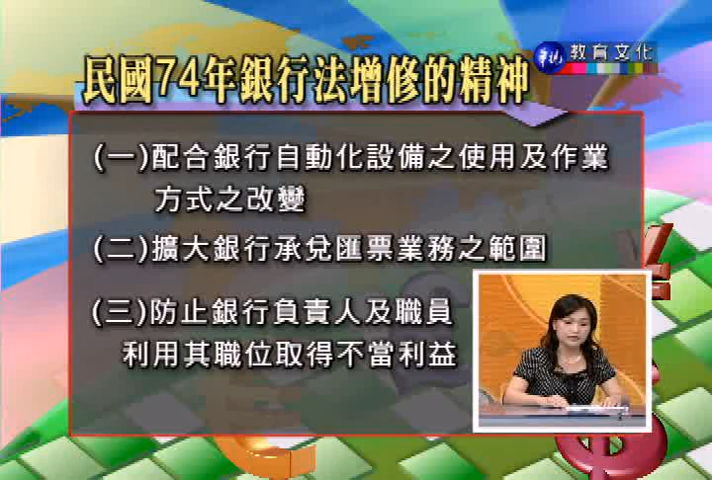 華視
教育文化
民國74年銀行法增修的精神
(一)配合銀行自動化設備之使用及作業
方式之改變
(二)擴大銀行承兌匯票業務之範圍
(三)防止銀行負責人及職員
利用其職位取得不當利益